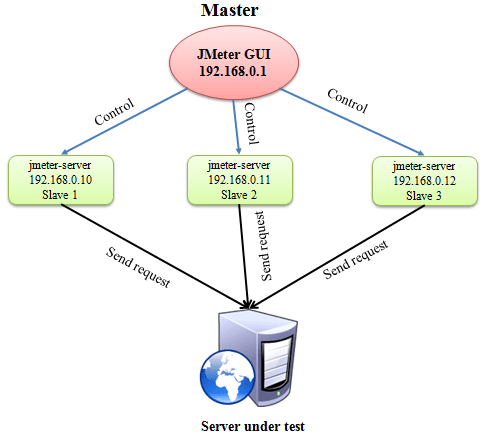 Master
JMeter GUI
192.168.0.1
Control
Control
Control
jmeter-server
192.168.0.10
Slave 1
jmeter-server
192.168.0.11
Slave 2
jmeter-server
192.168.0.12
Slave 3
Send request
Send request
Send request
Server under test